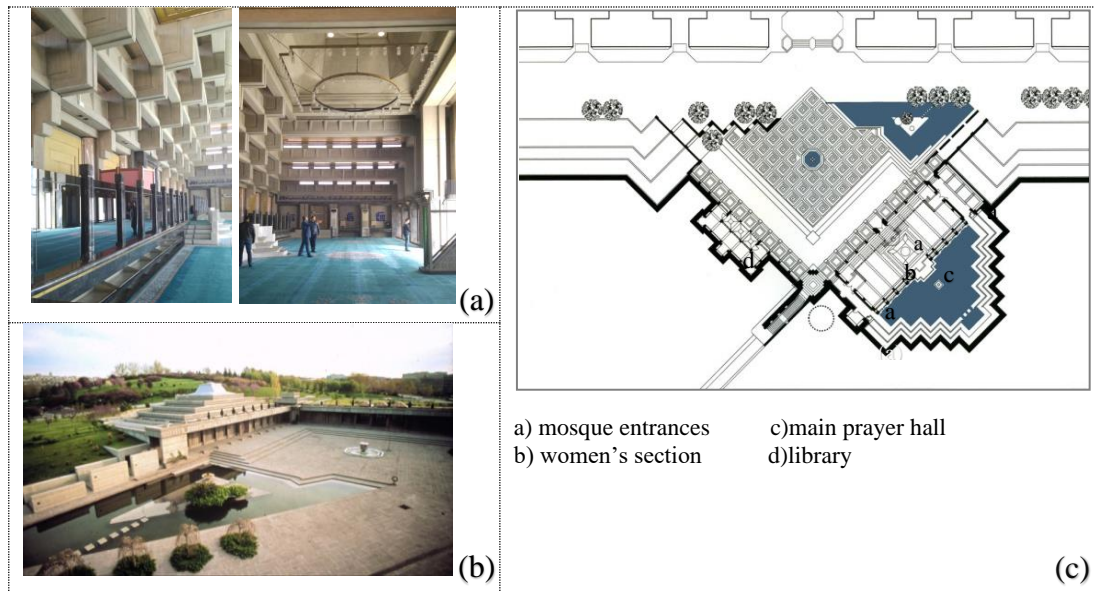 (a)
(b)
d
a
b
c
a
a) mosque entrances c)main prayer hall
b) women's section d)library
(c)